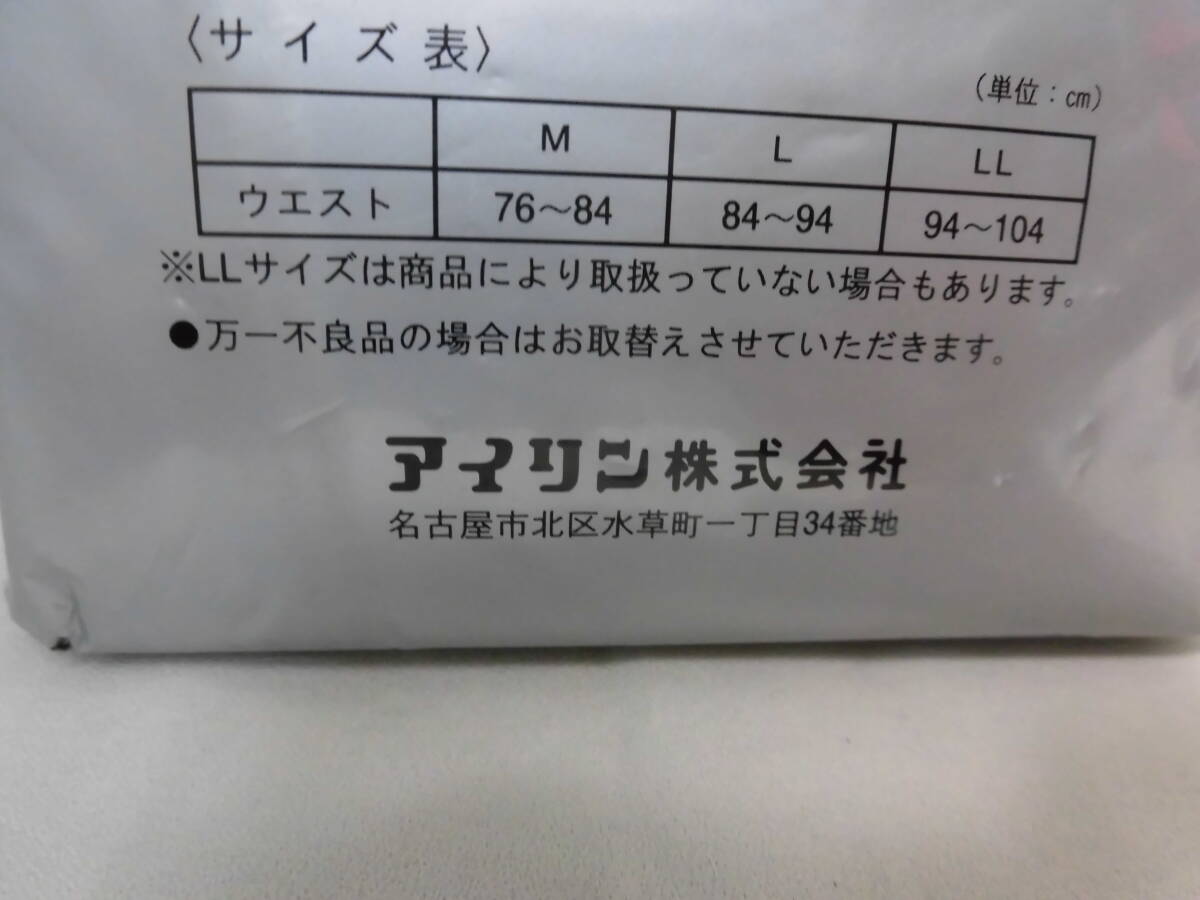 〈サイズ表〉
(単位:㎝)
M L LL
ウエスト 76〜84 84〜94 94〜104
※LLサイズは商品により取扱っていない場合もあります。
●万一不良品の場合はお取替えさせていただきます。
アイリン株式会社
名古屋市北区水草町一丁目34番地